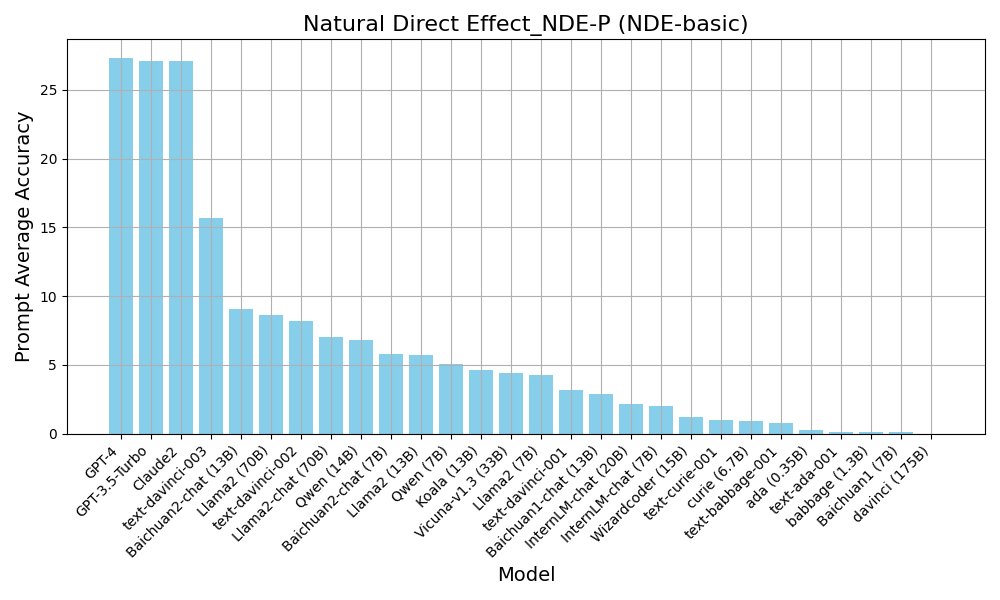 Natural Direct Effect_NDE-P (NDE-basic)
Prompt Average Accuracy
25
20
15
10
5
0
GPT-4
GPT-3.5-Turbo
Claude2
text-davinci-003
Baichuan2-chat (13B)
Llama2 (70B)
text-davinci-002
Llama2-chat (70B)
Qwen (14B)
Baichuan2-chat (7B)
Llama2 (13B)
Qwen (7B)
Koala (13B)
Vicuna-v1.3 (33B)
Llama2 (7B)
text-davinci-001
Baichuan1-chat (13B)
InternLM-chat (20B)
InternLM-chat (7B)
Wizardcoder (15B)
text-curie-001
curie (6.7B)
text-babbage-001
ada (0.35B)
text-ada-001
babbage (1.3B)
Baichuan1 (7B)
davinci (175B)
Model